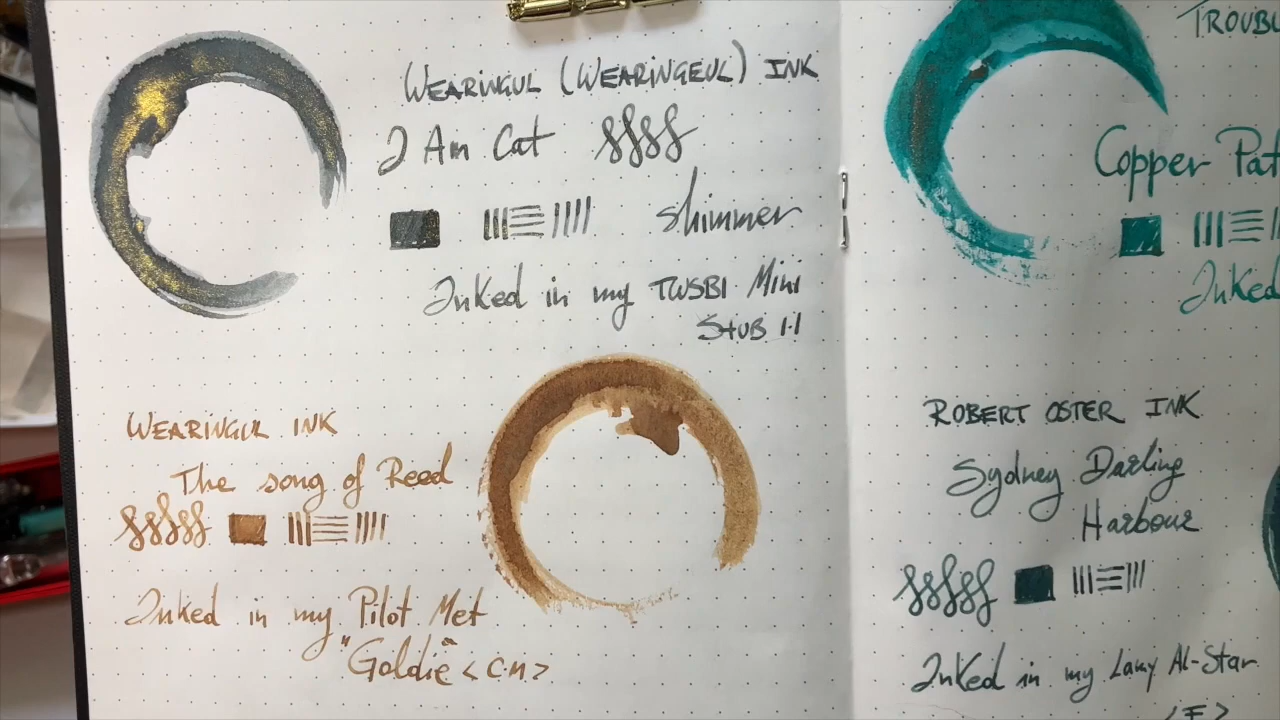 WEARINGUL (WEARINGEUL) INK
I Am Cat
shimmer
Inked in my TWSBI Mini
STUB 1.1
WEARINGUL INK
The song of Reed
Inked in my Pilot Met
"Goldie" <C.M>
TROUBL
Copper Pat
Inked
ROBERT OSTER INK
Sydney Darling
Harbour
Inked in my Lamy Al-Star
<F>